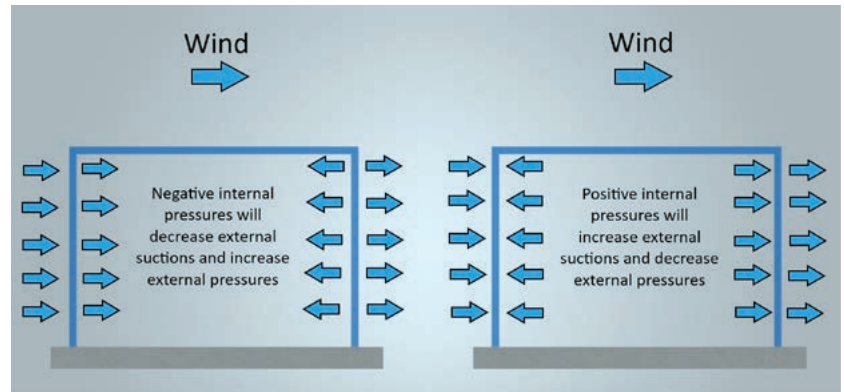 Wind
Negative internal
pressures will
decrease external
suctions and increase
external pressures
Wind
Positive internal
pressures will
increase external
suctions and decrease
external pressures